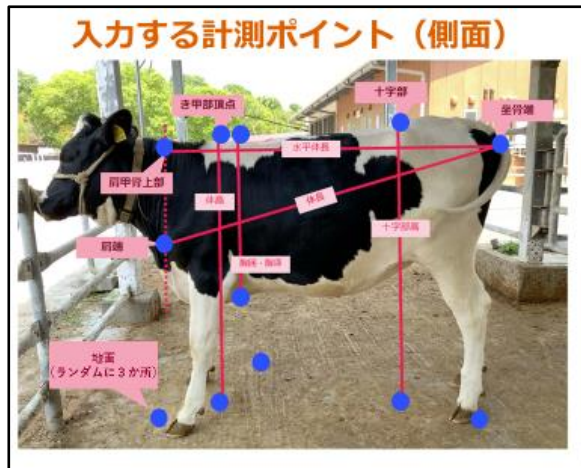 入力する計測ポイント（側面）
き甲部頂点
十字部
坐骨端
水平体長
肩甲骨上部
体高
体長
肩端
十字部高
胸囲・胸深
地面
（ランダムに３か所）